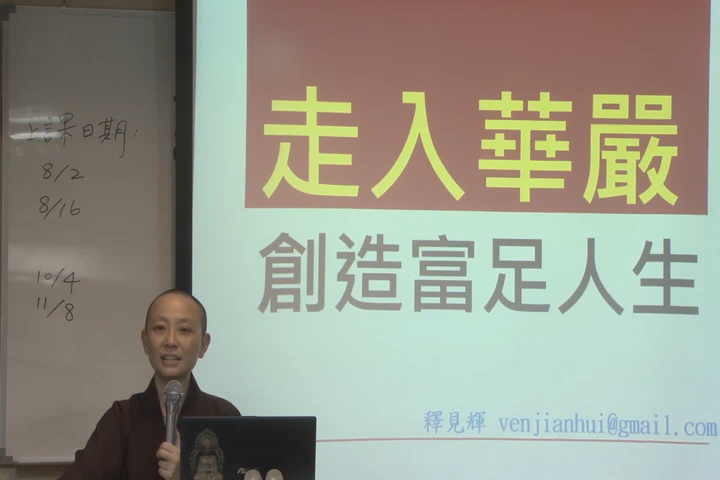 上課日期:
8/2
8/16
10/4
11/8
走入華嚴
創造富足人生
釋見輝 venjianhui@gmail.com